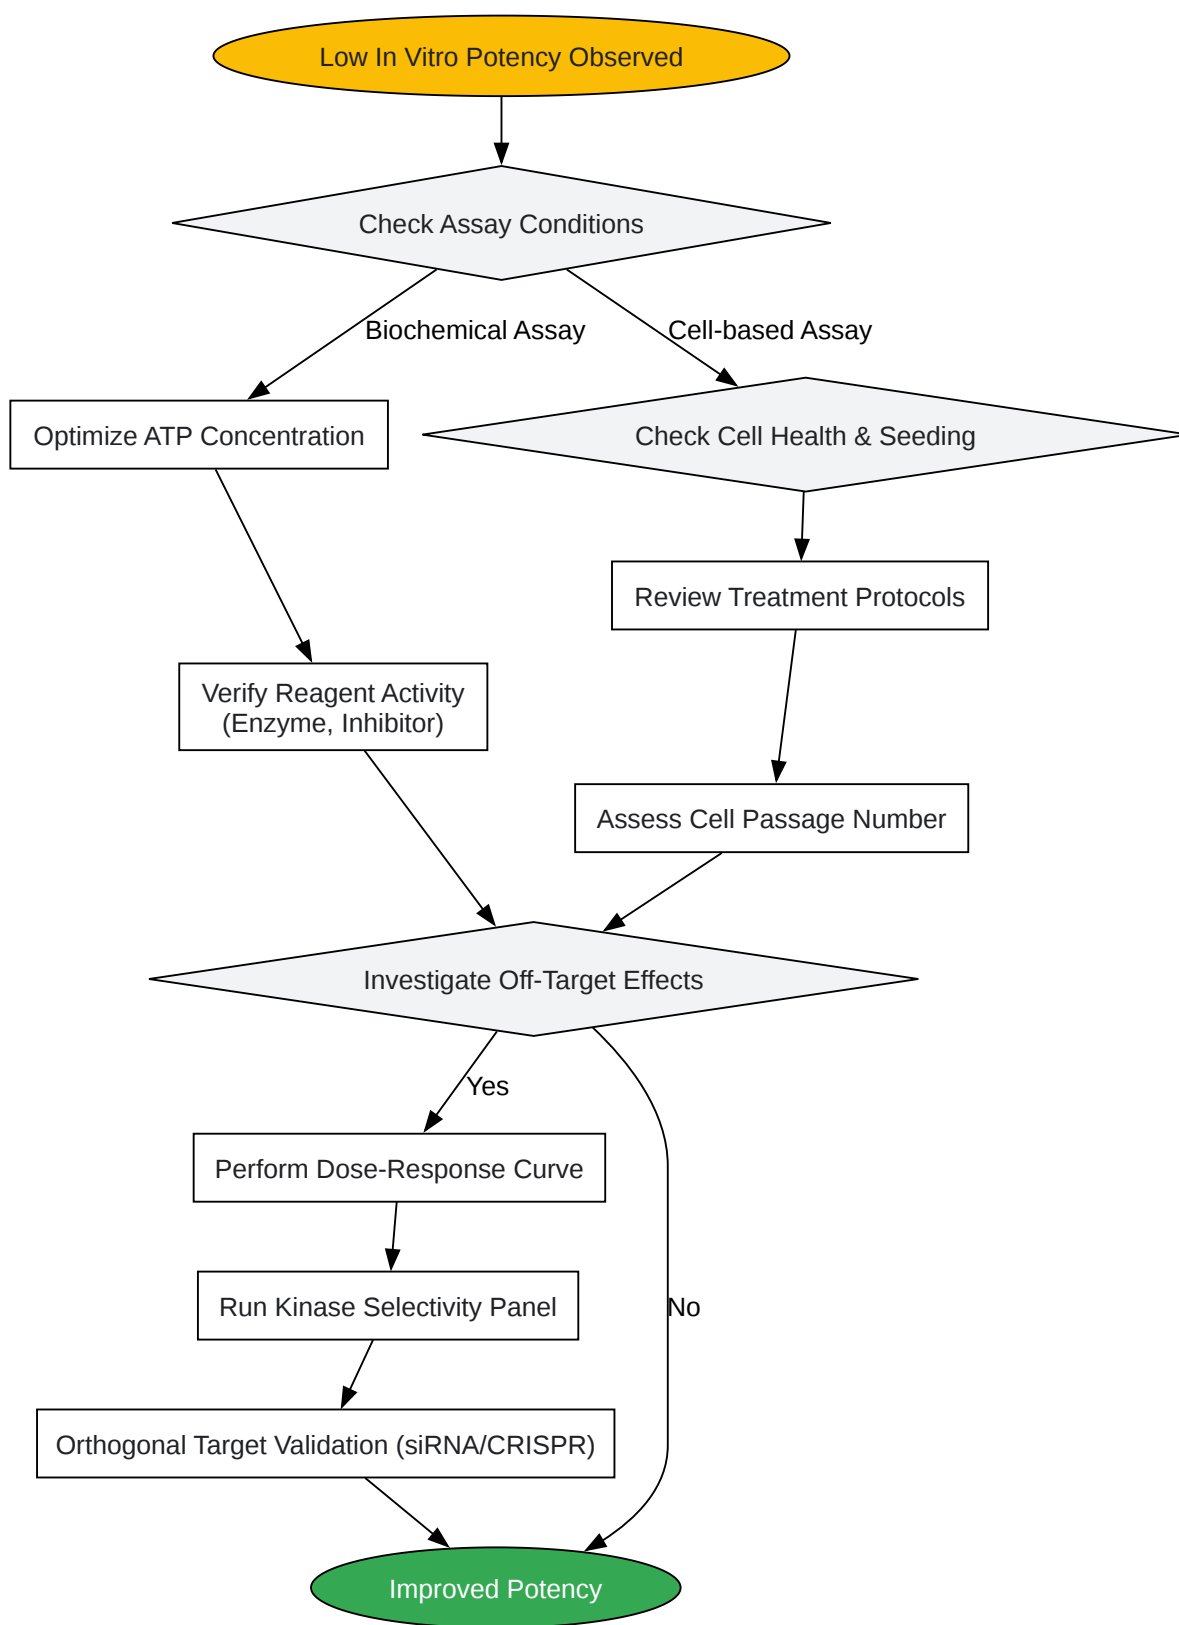 Low In Vitro Potency Observed
Check Assay Conditions
Biochemical Assay
Cell-based Assay
Optimize ATP Concentration
Check Cell Health & Seeding
Review Treatment Protocols
Verify Reagent Activity
(Enzyme, Inhibitor)
Assess Cell Passage Number
Investigate Off-Target Effects
Yes
Perform Dose-Response Curve
Run Kinase Selectivity Panel
No
Orthogonal Target Validation (siRNA/CRISPR)
Improved Potency